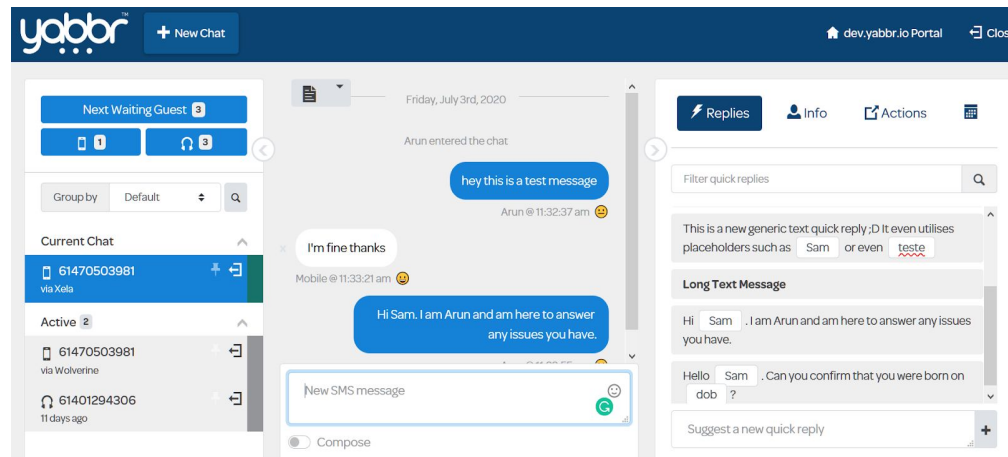 yabbr™
New Chat
dev.yabbr.io Portal
Clos
Next Waiting Guest 3
1
3
Group by
Default
Current Chat
61470503981
via Xela
Active 2
61470503981
via Wolverine
61401294306
11 days ago
Friday, July 3rd, 2020
Arun entered the chat
hey this is a test message
Arun @ 11:32:37 am
x
I'm fine thanks
Mobile @ 11:33:21 am
Hi Sam. I am Arun and am here to answer
any issues you have.
New SMS message
G
Compose
Replies
Info
Actions
Filter quick replies
This is a new generic text quick reply ;D It even utilises
placeholders such as Sam or even teste
Long Text Message
Hi Sam . I am Arun and am here to answer any issues
you have.
Hello Sam . Can you confirm that you were born on
dob ?
Suggest a new quick reply
+